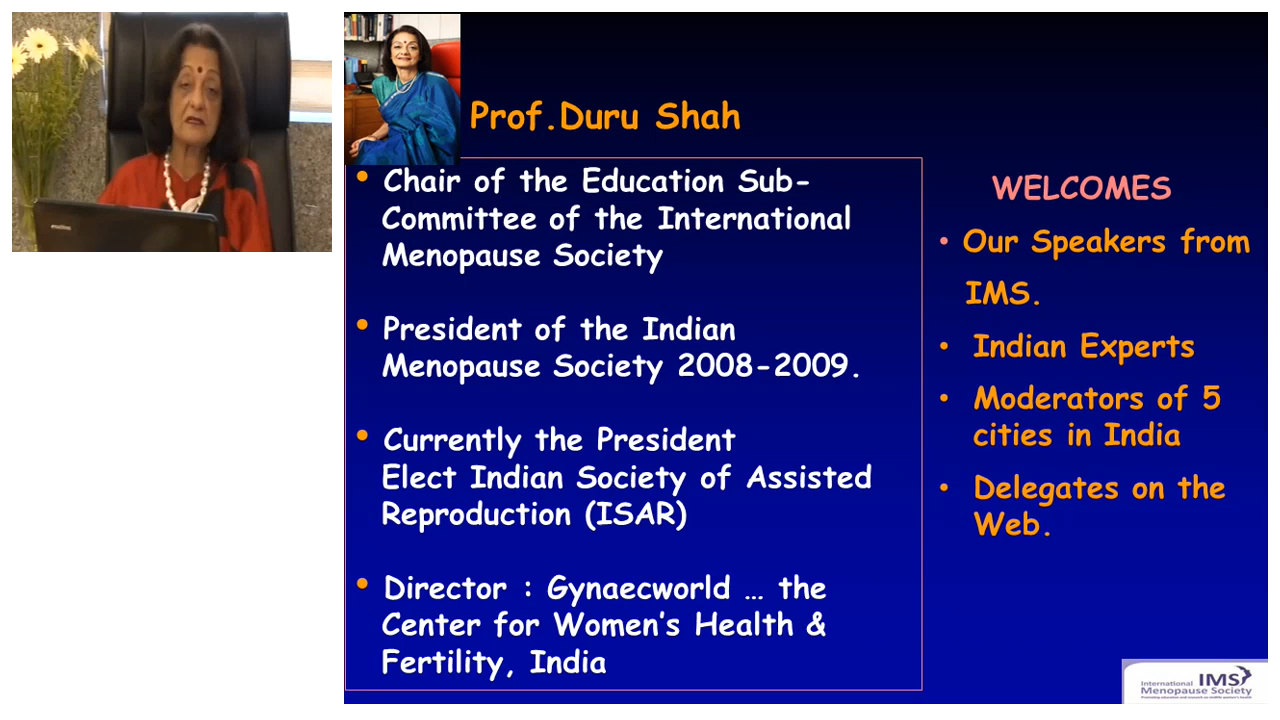 Prof.Duru Shah
• Chair of the Education Sub-
Committee of the International
Menopause Society
• President of the Indian
Menopause Society 2008-2009.
• Currently the President
Elect Indian Society of Assisted
Reproduction (ISAR)
• Director : Gynaecworld … the
Center for Women’s Health &
Fertility, India
WELCOMES
• Our Speakers from
IMS.
• Indian Experts
• Moderators of 5
cities in India
• Delegates on the
Web.
International IMS
Menopause Society